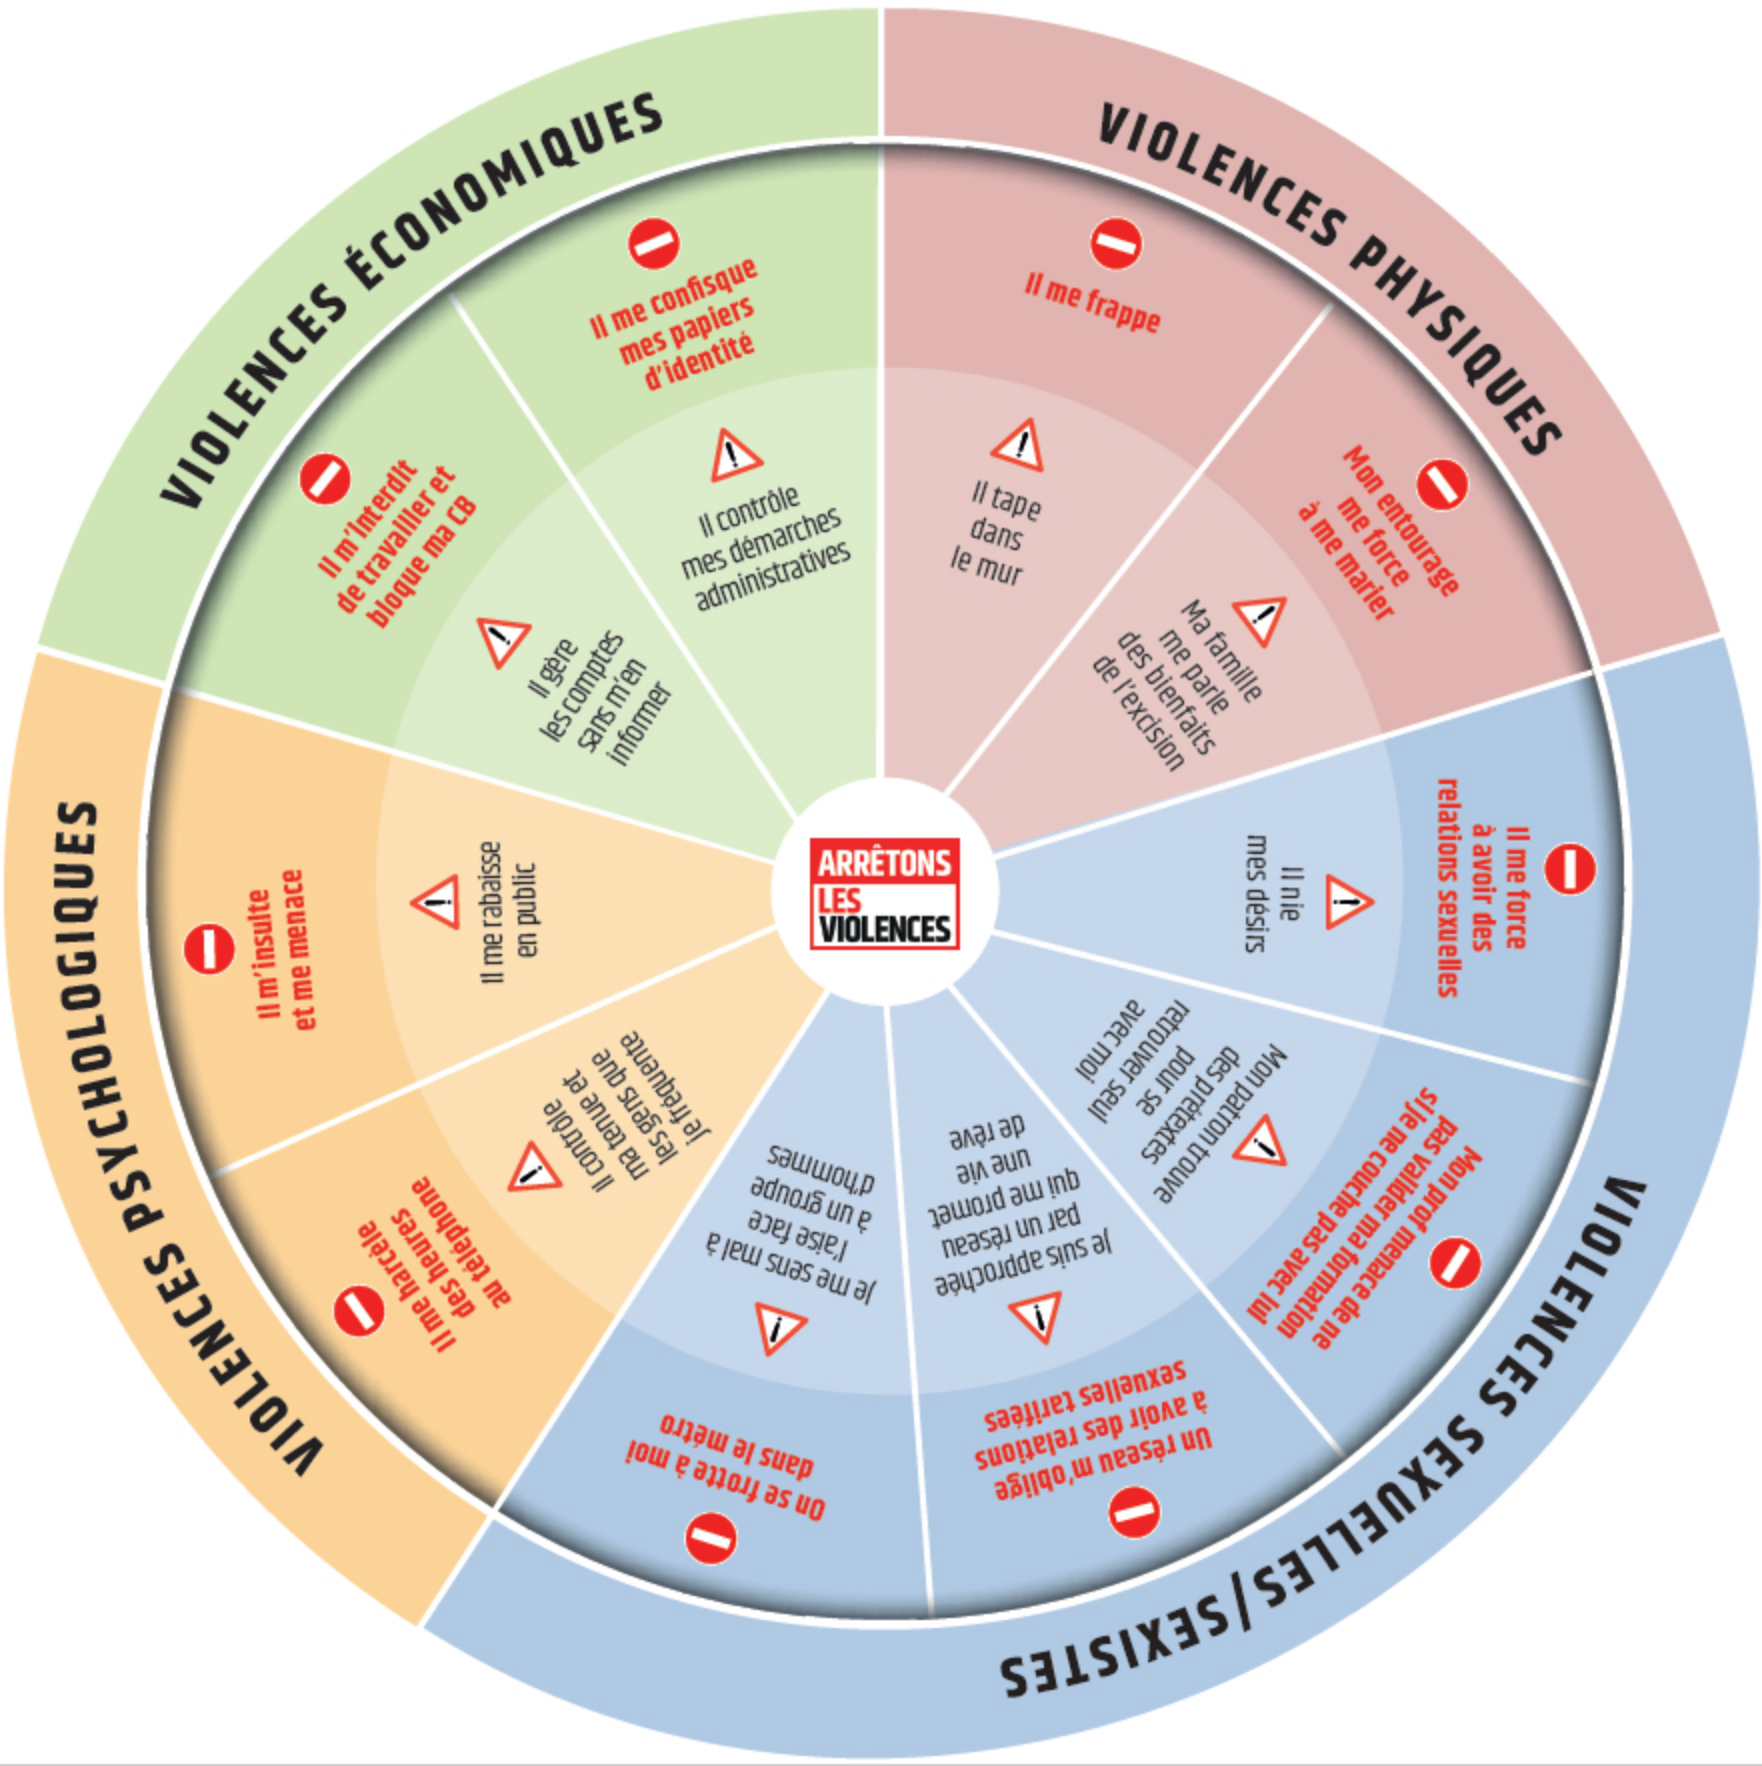 VIOLENCES PHYSIQUES
Il me frappe
Il tape
dans
le mur
Mon entourage
me force
à me marier
Ma famille
me parle
des bienfaits
de l'excision
VIOLENCES SEXUELLES/SEXISTES
Il me force
à avoir des
relations sexuelles
Il nie
mes désirs
Mon prof menace de ne
pas valider ma formation
si je ne couche pas avec lui
Mon patron trouve
des prétextes
pour se
retrouver seul
avec moi
Un réseau m'oblige
à avoir des relations
sexuelles tarifées
Je suis approchée
par un réseau
qui me promet
une vie
de rêve
On se frotte à moi
dans le métro
Je me sens mal à
l'aise face
à un groupe
d'hommes
VIOLENCES PSYCHOLOGIQUES
Il me harcèle
des heures
au téléphone
Il contrôle
ma tenue et
les gens que
je fréquente
Il m'insulte
et me menace
Il me rabaisse
en public
VIOLENCES ÉCONOMIQUES
Il m'interdit
de travailler et
bloque ma CB
Il gère
les comptes
sans m'en
informer
Il me confisque
mes papiers
d'identité
Il contrôle
mes démarches
administratives
ARRÊTONS
LES
VIOLENCES